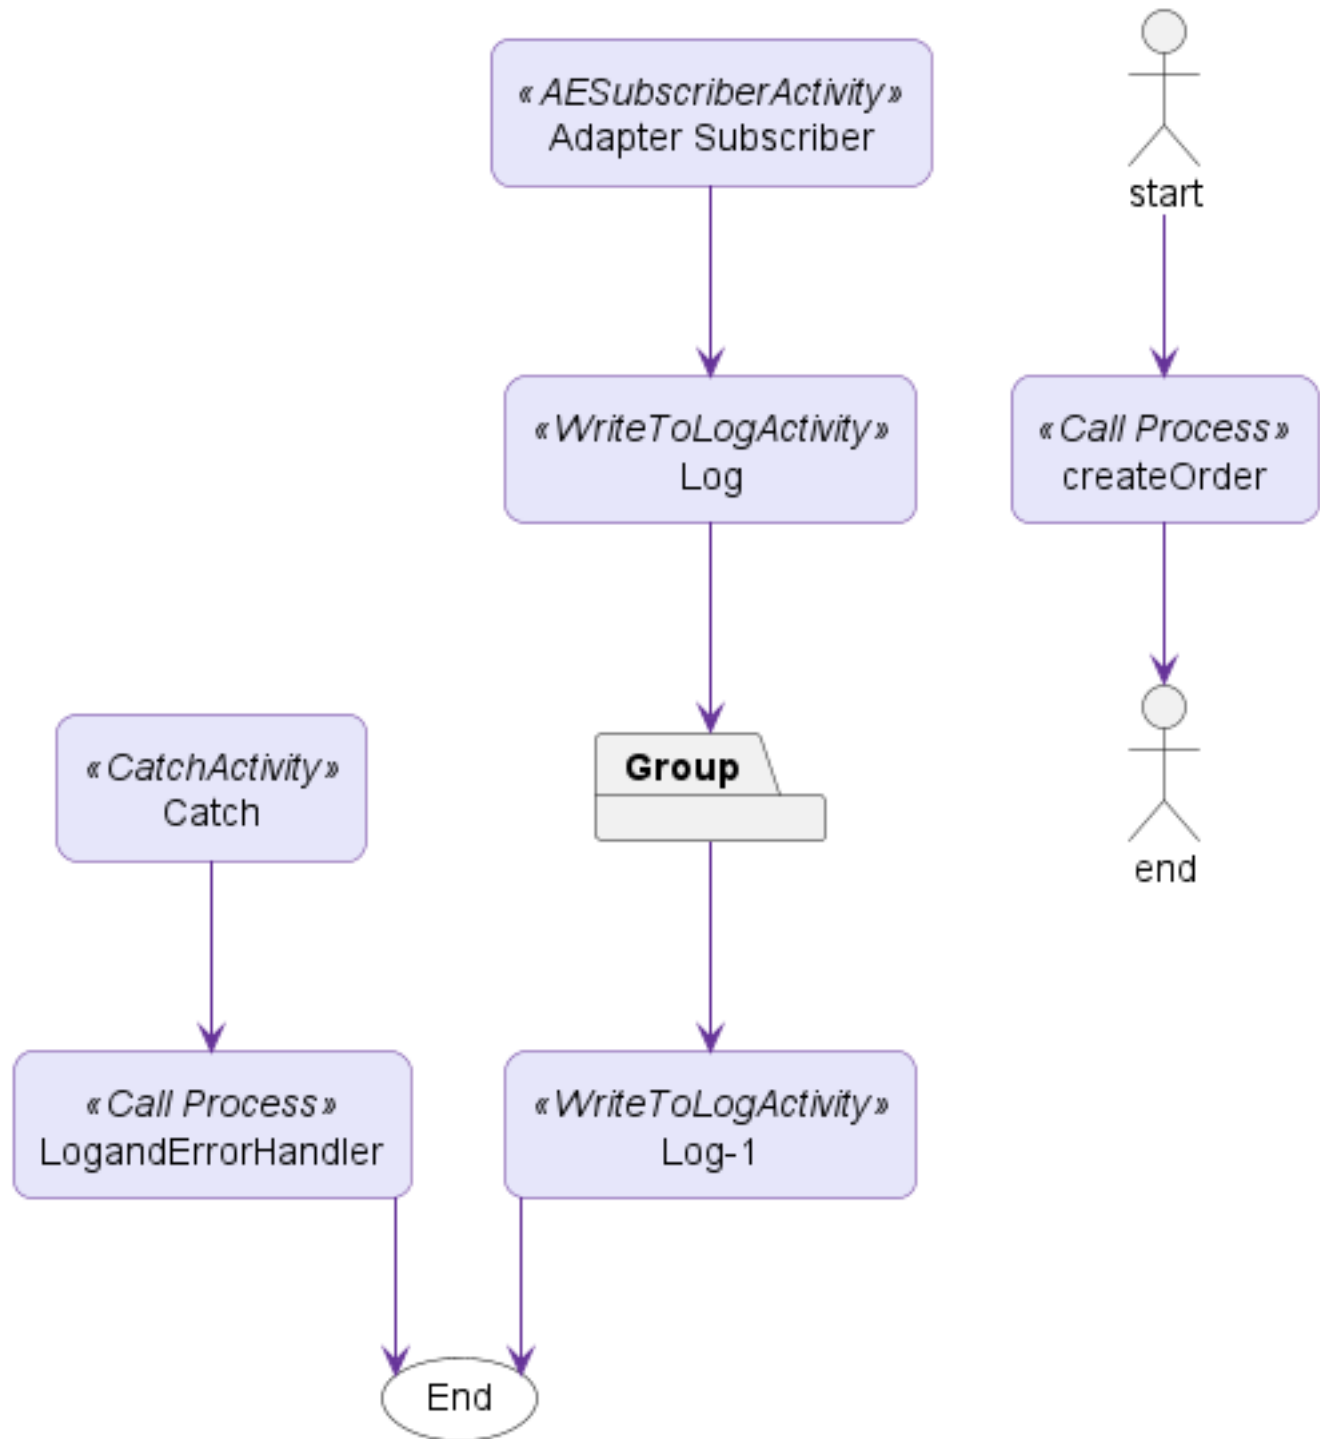 «AESubscriberActivity»
Adapter Subscriber
start
«WriteToLogActivity»
Log
«Call Process»
createOrder
«CatchActivity»
Catch
Group
end
«Call Process»
LogandErrorHandler
«WriteToLogActivity»
Log-1
End